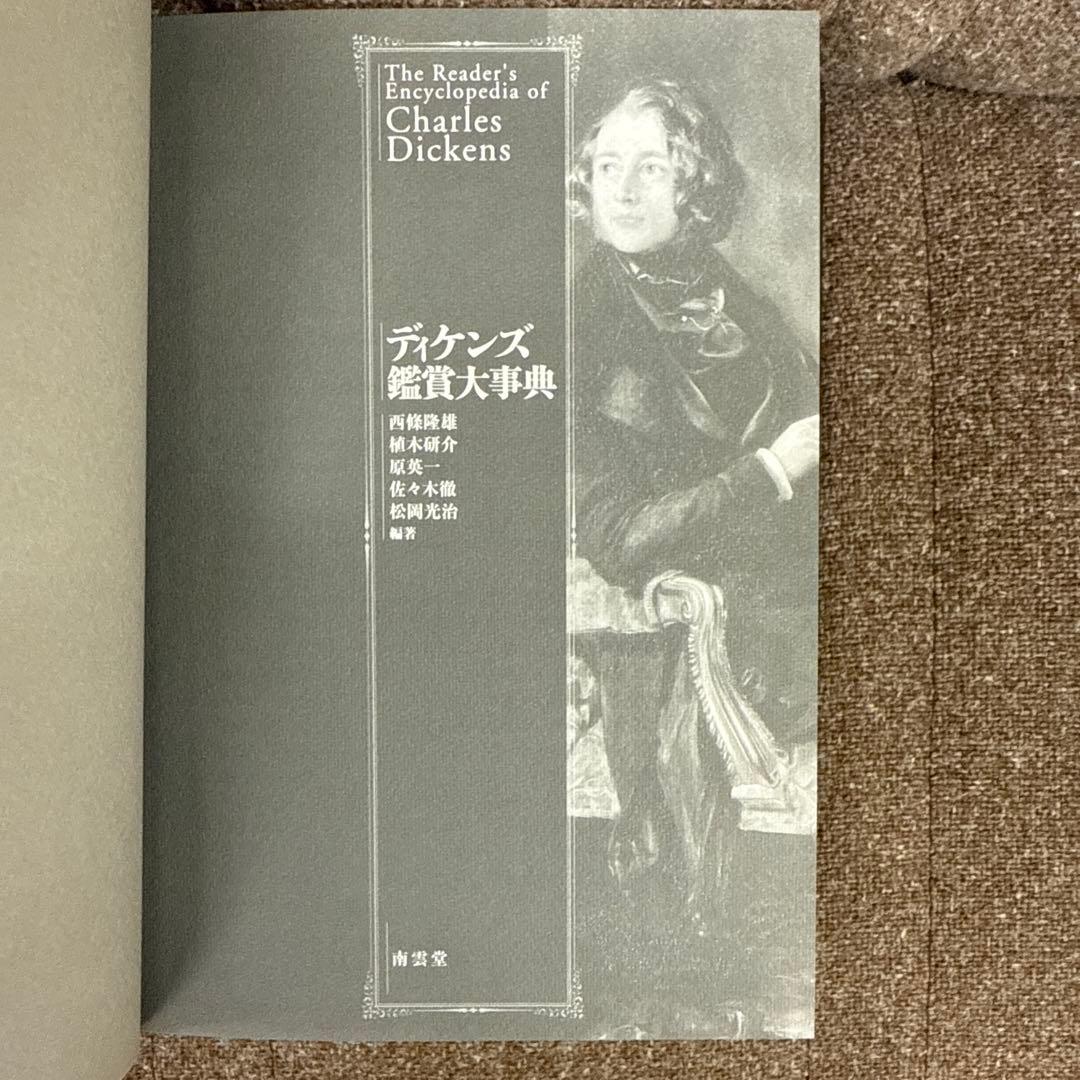 The Reader's
Encyclopedia of
Charles
Dickens
ディケンズ
鑑賞大事典
西條隆雄
植木研介
原英一
佐々木徹
松岡光治
編著
南雲堂